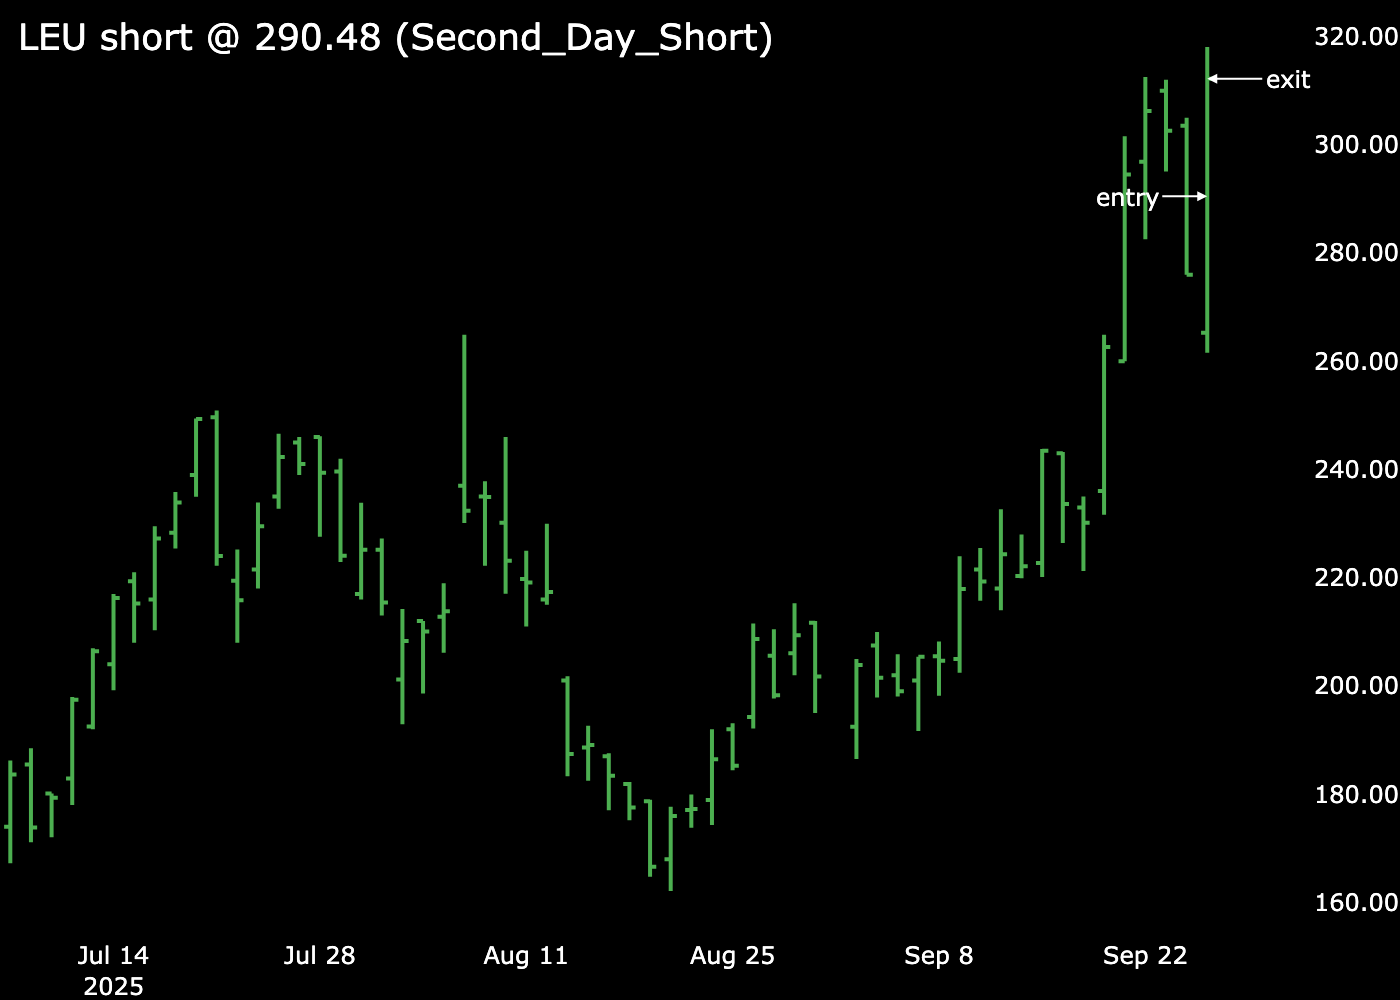 LEU short @ 290.48 (Second_Day_Short)
320.00
exit
300.00
entry
280.00
260.00
240.00
220.00
200.00
180.00
160.00
Jul 14 Jul 28 Aug 11 Aug 25 Sep 8 Sep 22
2025